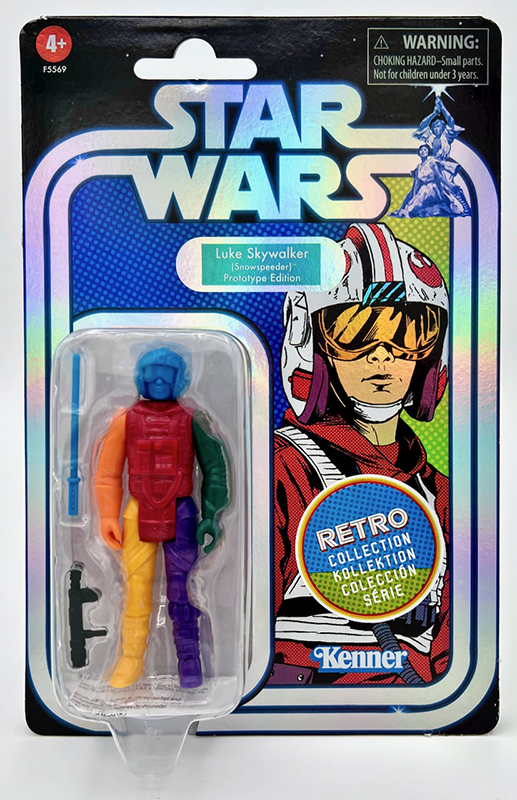 4+
F5569
⚠ WARNING:
CHOKING HAZARD–Small parts.
Not for children under 3 years.
STAR
WARS
Luke Skywalker
(Snowspeeder)™
Prototype Edition
RETRO
COLLECTION
KOLLEKTION
COLECCIÓN
SÉRIE
Kenner